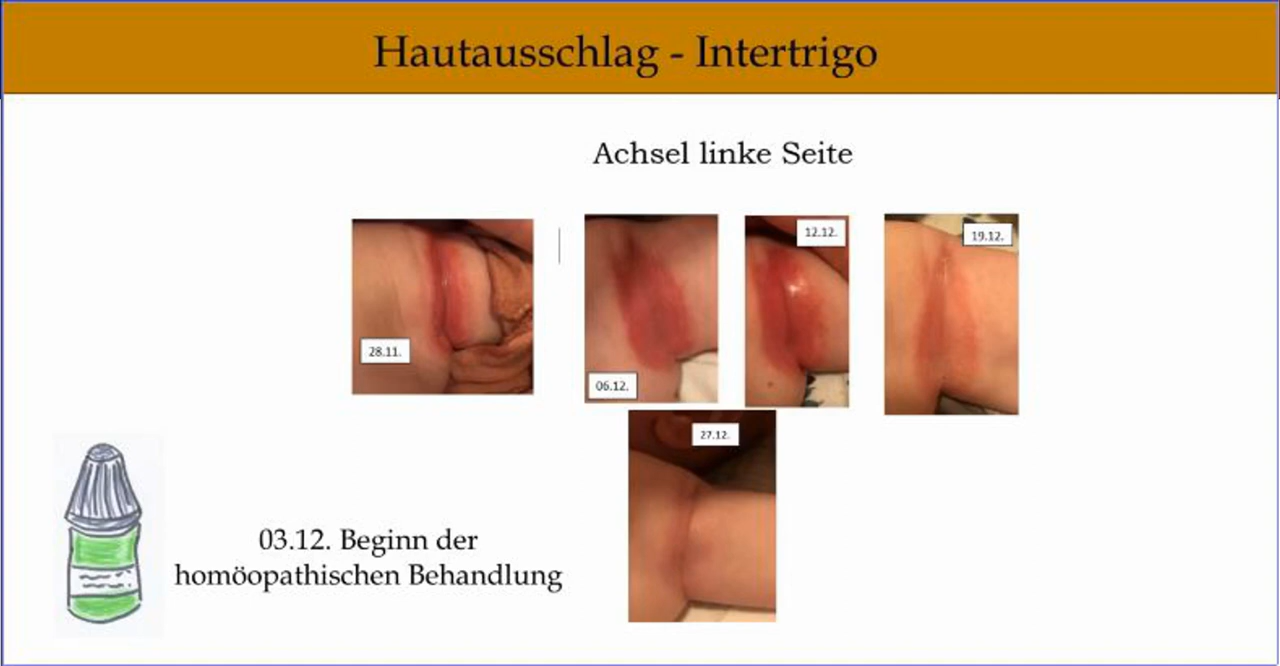 Hautausschlag - Intertrigo
Achsel linke Seite
28.11.
06.12.
12.12.
19.12.
27.12.
03.12. Beginn der
homöopathischen Behandlung